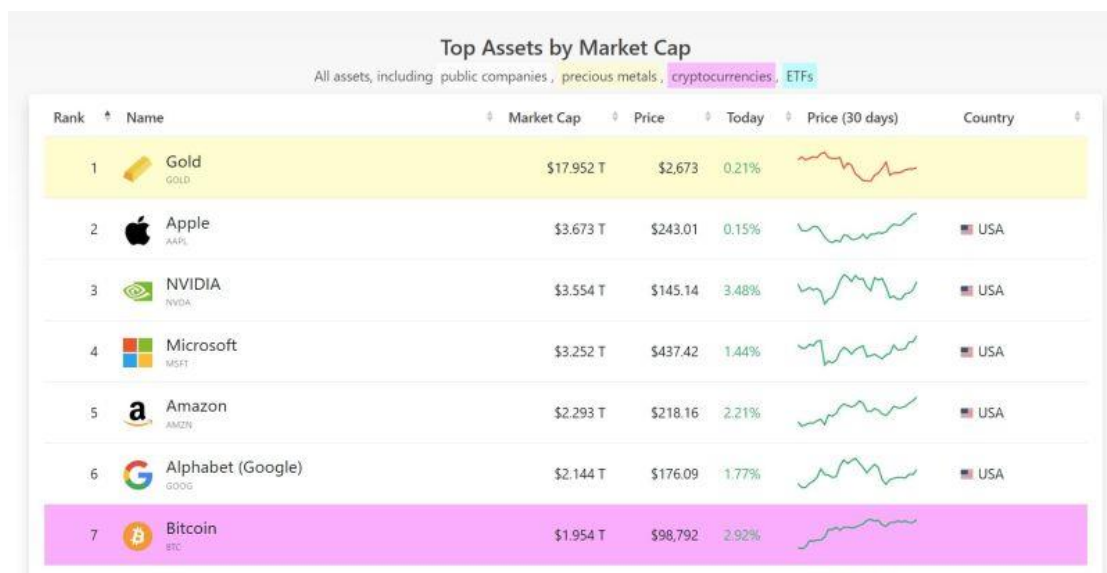 Top Assets by Market Cap
All assets, including public companies, precious metals, cryptocurrencies, ETFs
Rank Name Market Cap Price Today Price (30 days) Country
1 Gold $17.952 T $2,673 0.21%
GOLD
2 Apple $3.673 T $243.01 0.15% USA
AAPL
3 NVIDIA $3.554 T $145.14 3.48% USA
NVDA
4 Microsoft $3.252 T $437.42 1.44% USA
MSFT
5 a Amazon $2.293 T $218.16 2.21% USA
AMZN
6 G Alphabet (Google) $2.144 T $176.09 1.77% USA
GOOG
7 Bitcoin $1.954 T $98,792 2.92%
BTC